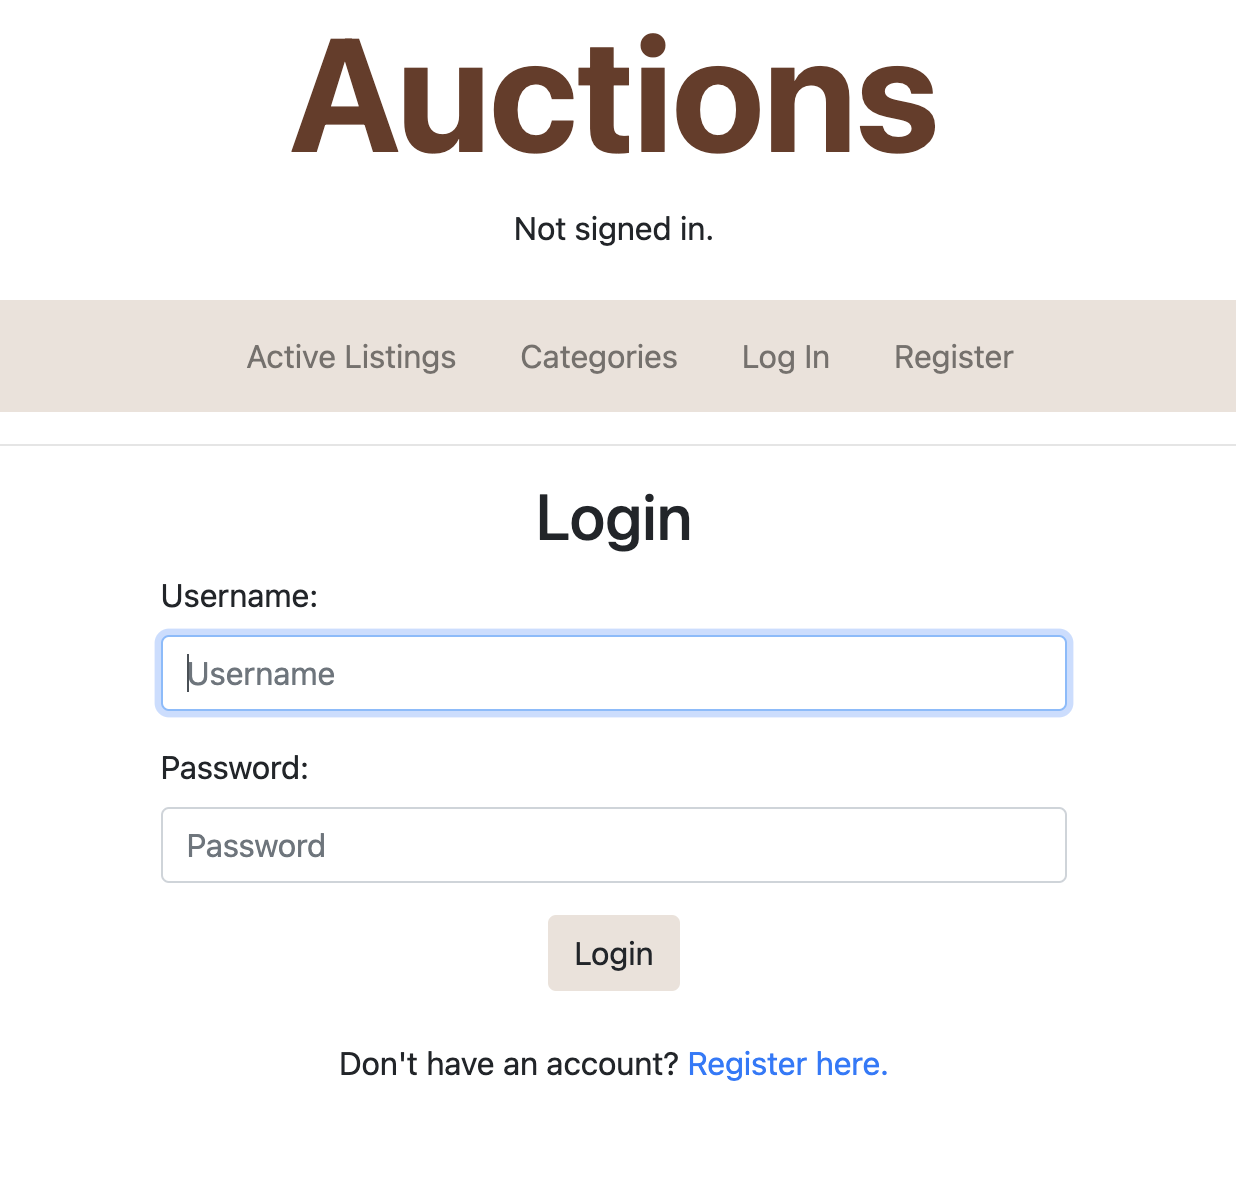 Auctions
Not signed in.
Active Listings Categories Log In Register
Login
Username:
Username
Password:
Password
Login
Don't have an account? Register here.